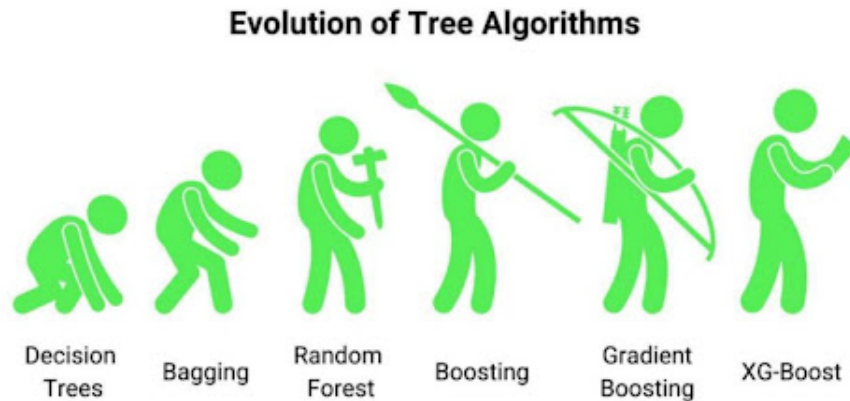 Evolution of Tree Algorithms
Decision
Trees
Bagging
Random
Forest
Boosting
Gradient
Boosting
XG-Boost